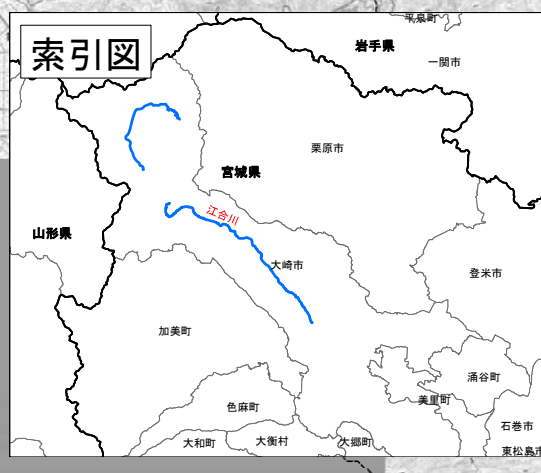 索引図
平泉町
岩手県
一関市
栗原市
宮城県
江合川
山形県
大崎市
登米市
加美町
涌谷町
美里町
色麻町
石巻市
大和町
大衡村
大郷町
東松島市